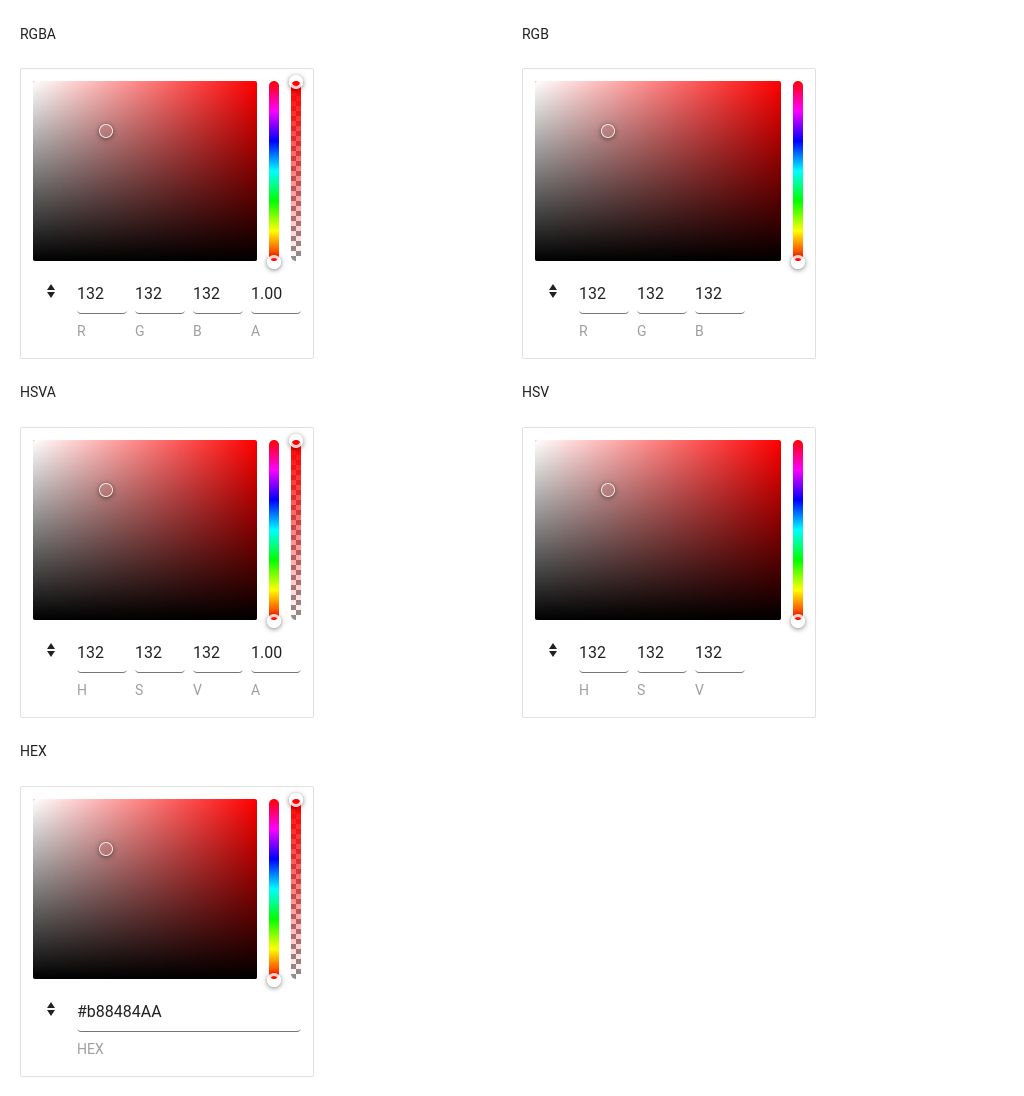 RGBA
RGB
132 132 132 1.00
R G B A
132 132 132
R G B
HSVA
HSV
132 132 132 1.00
H S V A
132 132 132
H S V
HEX
#b88484AA
HEX